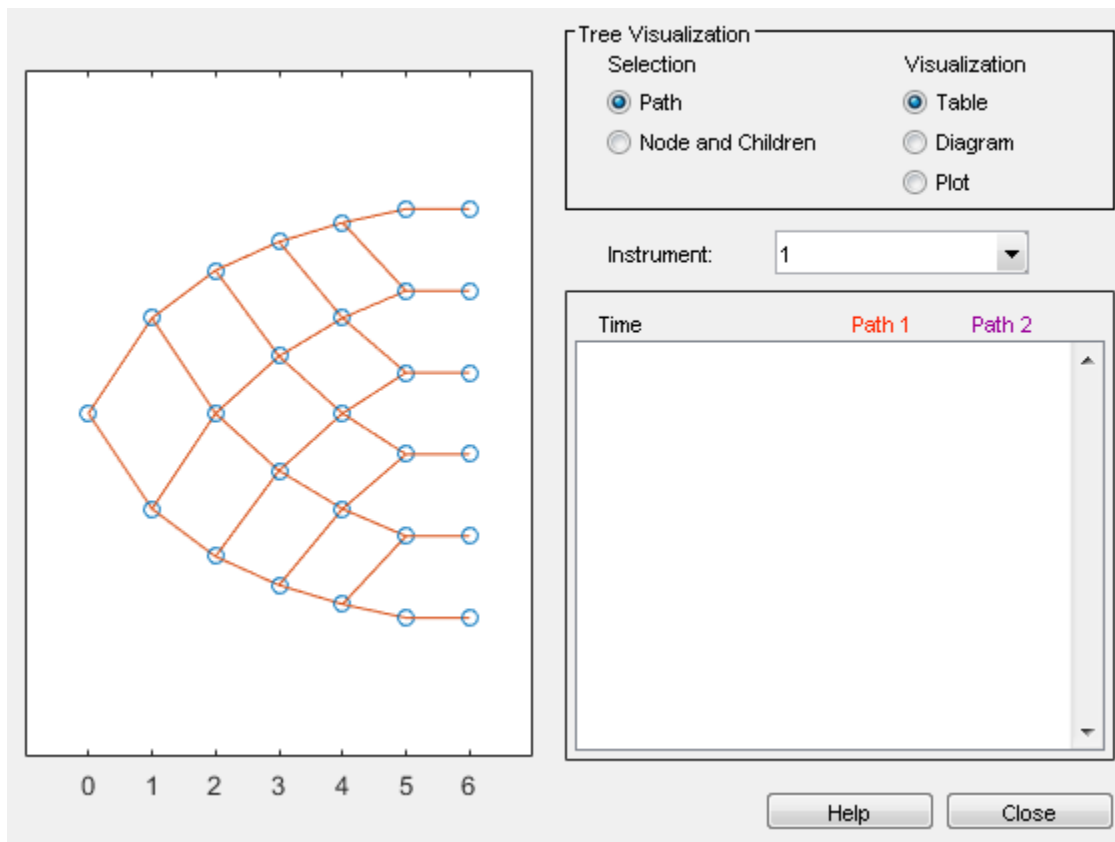 Tree Visualization
Selection
Visualization
Path
Table
Node and Children
Diagram
Plot
Instrument:
1
Time
Path 1
Path 2
0 1 2 3 4 5 6
Help
Close